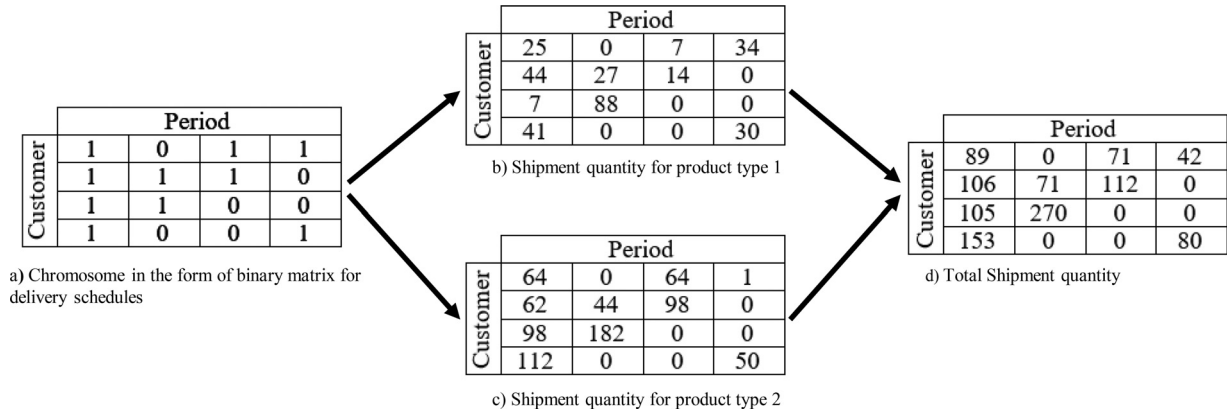 Period
Customer
1 0 1 1
1 1 1 0
1 1 0 0
1 0 0 1
a) Chromosome in the form of binary matrix for
delivery schedules
Period
Customer
25 0 7 34
44 27 14 0
7 88 0 0
41 0 0 30
b) Shipment quantity for product type 1
Period
Customer
64 0 64 1
62 44 98 0
98 182 0 0
112 0 0 50
c) Shipment quantity for product type 2
Period
Customer
89 0 71 42
106 71 112 0
105 270 0 0
153 0 0 80
d) Total Shipment quantity